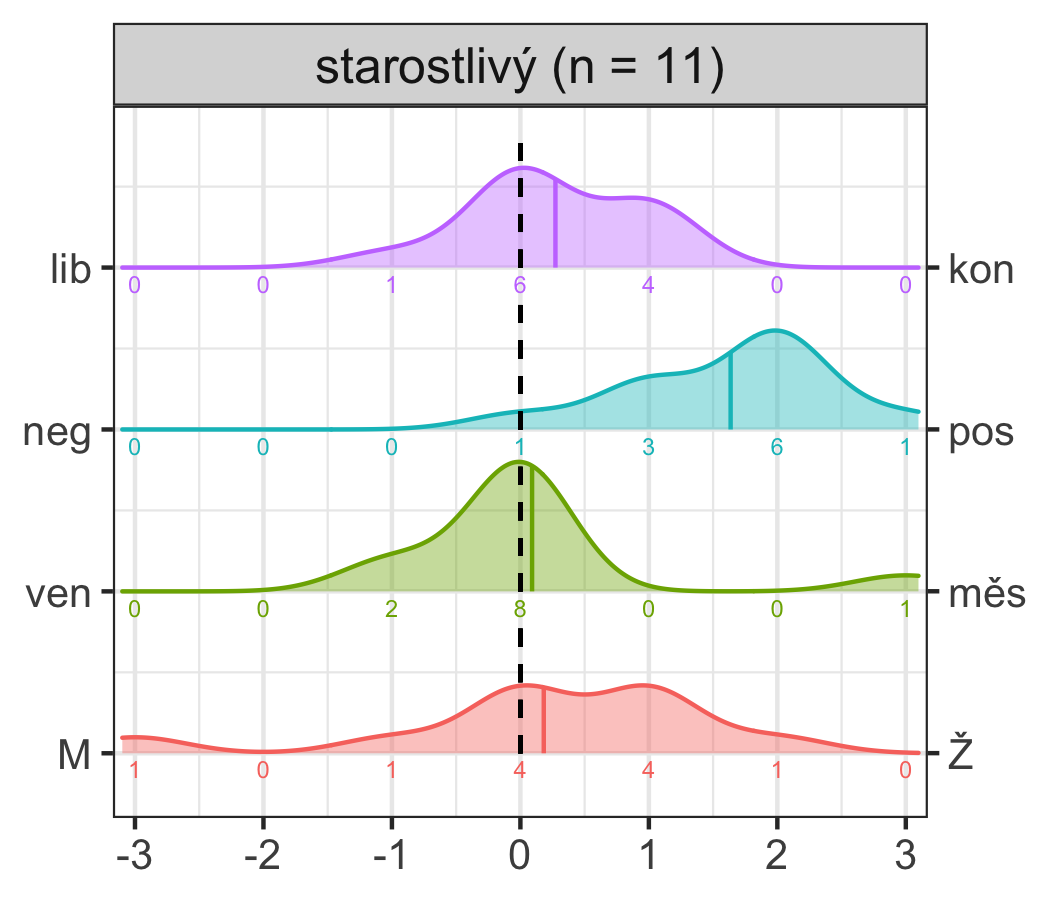 starostlivý (n = 11)
lib kon
0 0 1 6 4 0 0
neg pos
0 0 0 1 3 6 1
ven měs
0 0 2 8 0 0 1
M Ž
1 0 1 4 4 1 0
-3 -2 -1 0 1 2 3